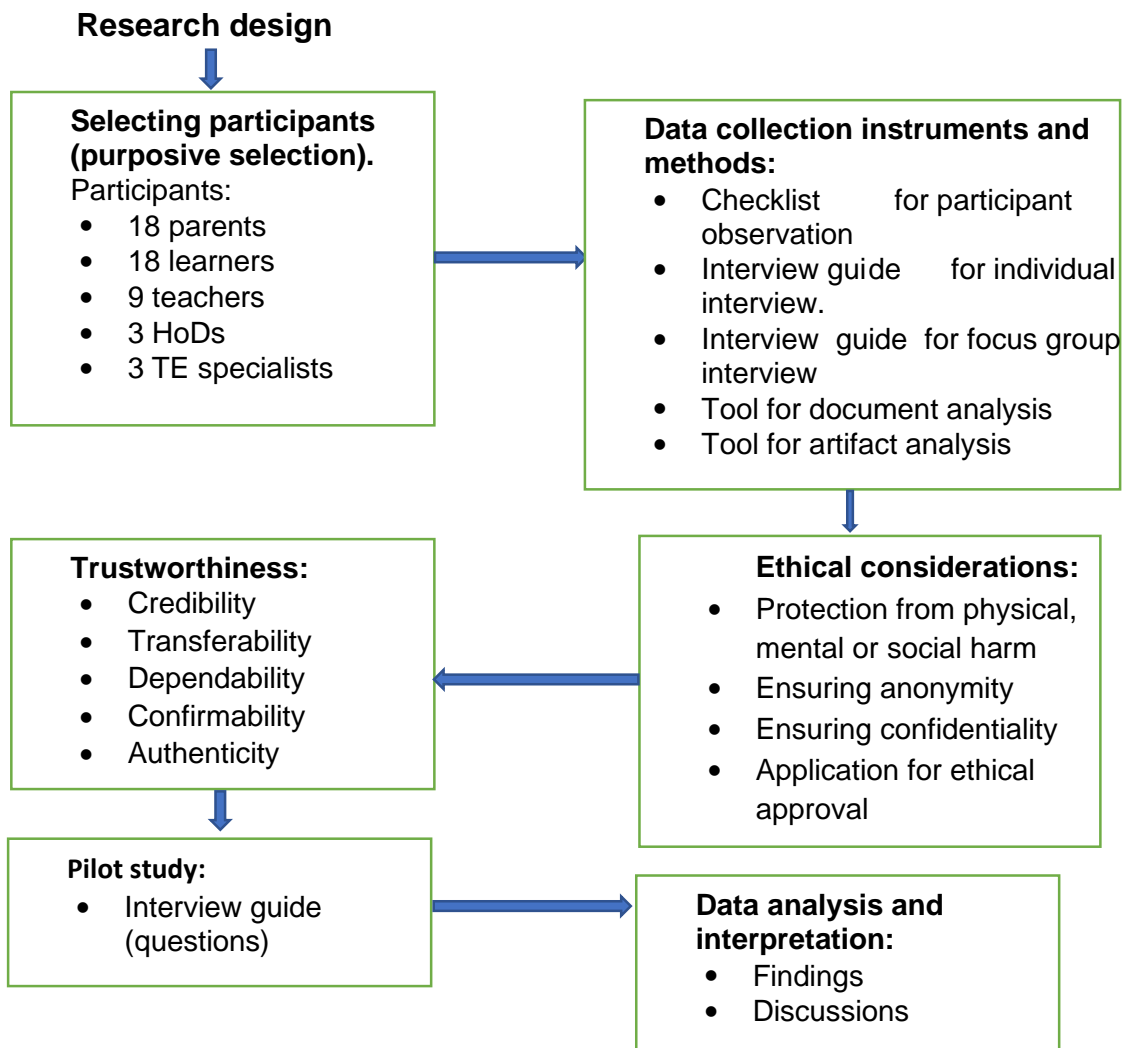 Research design
Selecting participants
(purposive selection).
Participants:
• 18 parents
• 18 learners
• 9 teachers
• 3 HoDs
• 3 TE specialists
Data collection instruments and
methods:
• Checklist for participant
observation
• Interview guide for individual
interview.
• Interview guide for focus group
interview
• Tool for document analysis
• Tool for artifact analysis
Ethical considerations:
• Protection from physical,
mental or social harm
• Ensuring anonymity
• Ensuring confidentiality
• Application for ethical
approval
Trustworthiness:
• Credibility
• Transferability
• Dependability
• Confirmability
• Authenticity
Pilot study:
• Interview guide
(questions)
Data analysis and
interpretation:
• Findings
• Discussions